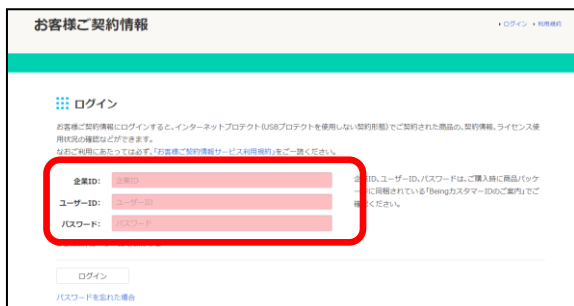 お客様ご契約情報
ログイン
利用規約
ログイン
お客様ご契約情報にログインすると、インターネットプロテクト(USBプロテクトを使用しない契約形態)でご契約された商品の、契約情報、ライセンス使
用状況の確認などができます。
なおご利用にあたっては必ず、「お客様ご契約情報サービス利用規約」をご一読ください。
企業ID:
企業ID
ユーザーID:
ユーザーID
パスワード:
パスワード
ID、ユーザーID、パスワードは、ご購入時に商品パッケ
に同梱されている「BeingカスタマーIDのご案内」でご
ください。
ログイン
パスワードを忘れた場合